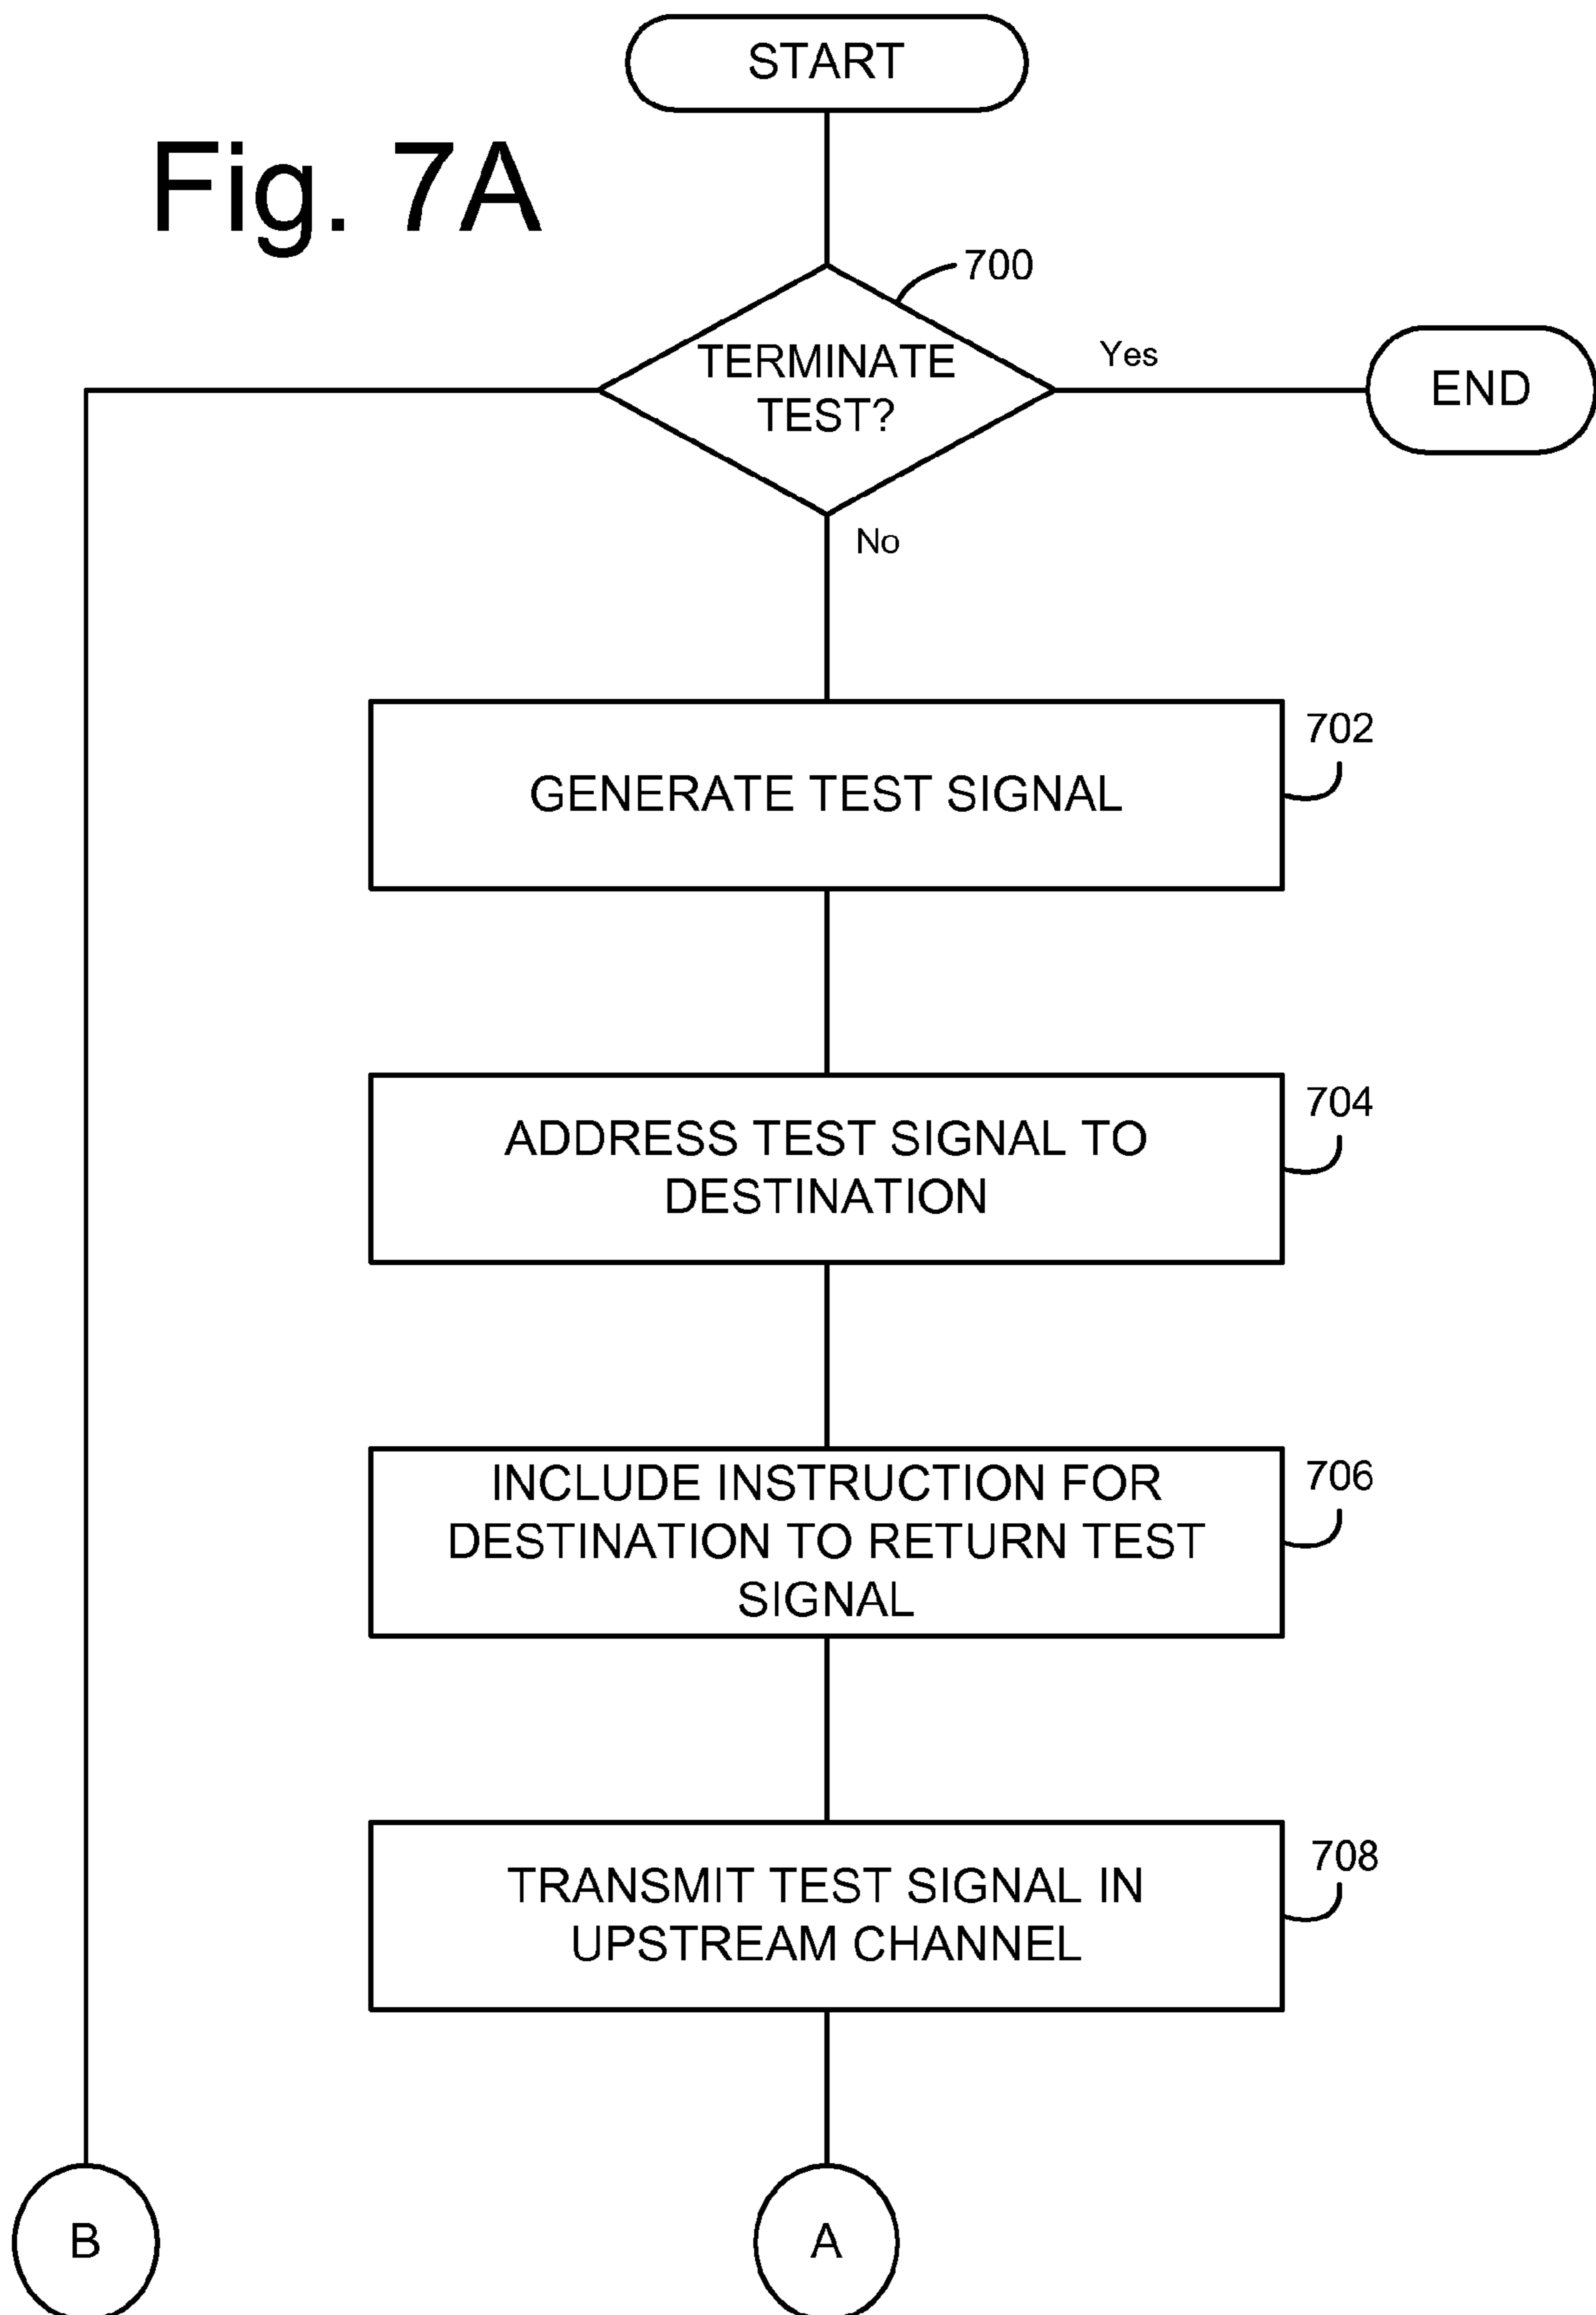 START
Fig. 7A
700
TERMINATE
TEST?
Yes
END
No
702
GENERATE TEST SIGNAL
704
ADDRESS TEST SIGNAL TO
DESTINATION
706
INCLUDE INSTRUCTION FOR
DESTINATION TO RETURN TEST
SIGNAL
708
TRANSMIT TEST SIGNAL IN
UPSTREAM CHANNEL
B
A